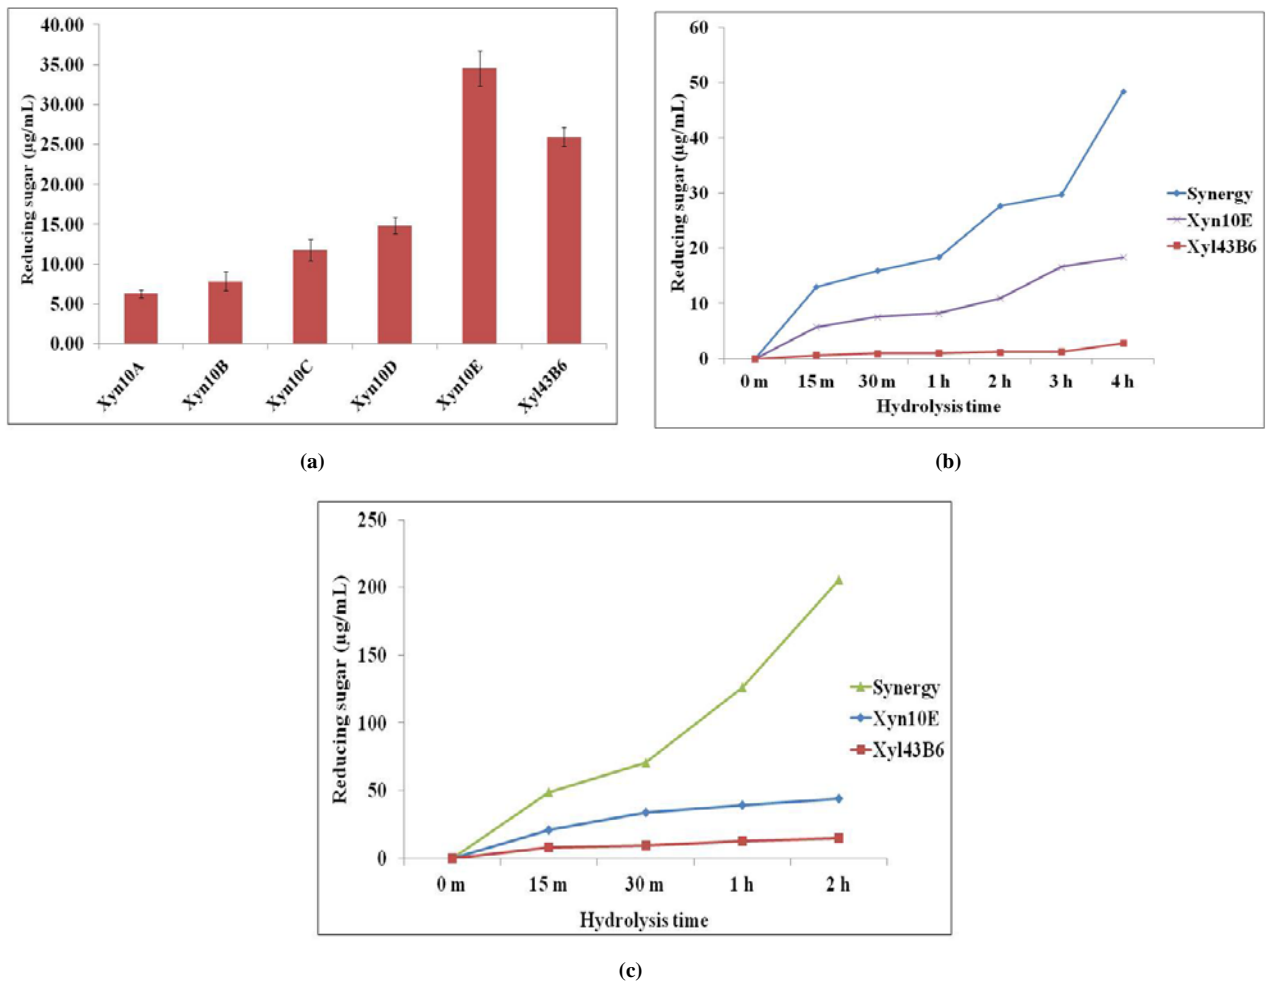 40.00
35.00
30.00
25.00
20.00
15.00
10.00
5.00
0.00
Reducing sugar (µg/mL)
Xyn10A
Xyn10B
Xyn10C
Xyn10D
Xyn10E
Xyl43B6
(a)
60
50
40
30
20
10
0
Reducing sugar (µg/mL)
0 m 15 m 30 m 1 h 2 h 3 h 4 h
Hydrolysis time
Synergy
Xyn10E
Xyl43B6
(b)
250
200
150
100
50
0
Reducing sugar (µg/mL)
0 m 15 m 30 m 1 h 2 h
Hydrolysis time
Synergy
Xyn10E
Xyl43B6
(c)